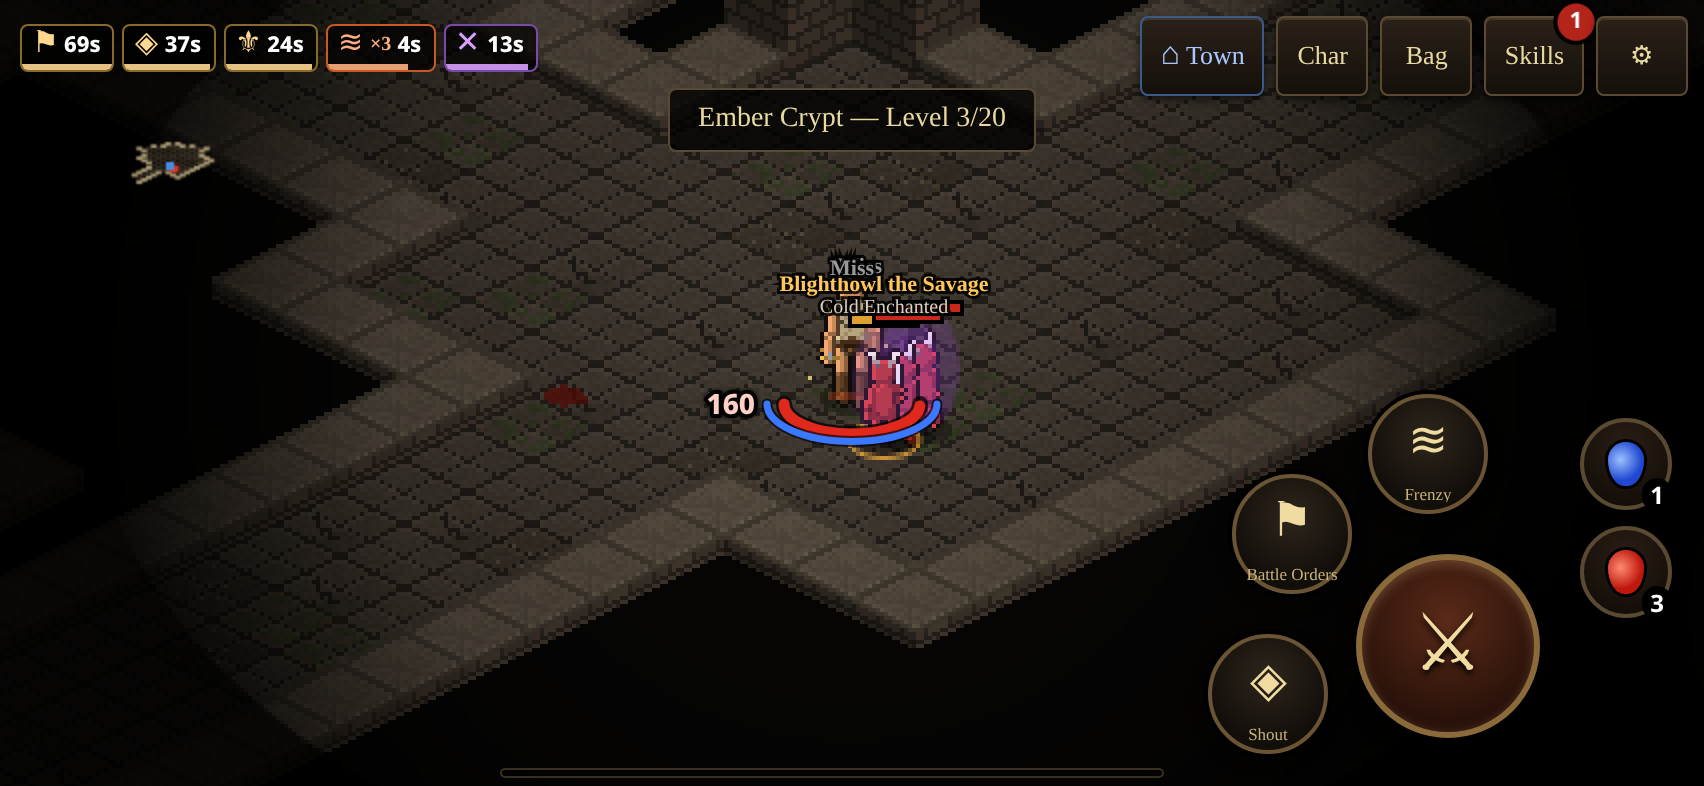 69s
37s
24s
×3 4s
13s
Town
Char
Bag
Skills
1
Ember Crypt — Level 3/20
Miss
Blighthowl the Savage
Cold Enchanted
160
Frenzy
1
Battle Orders
3
Shout